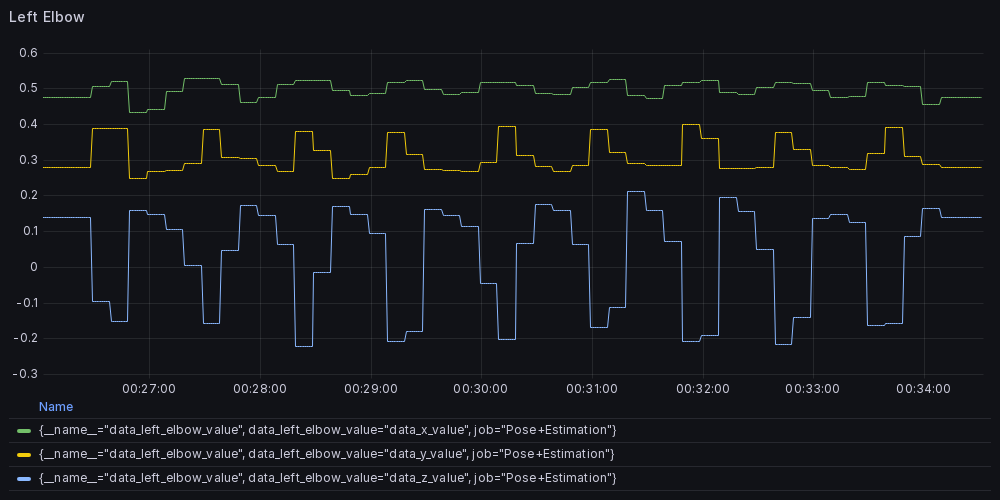 Left Elbow
0.6
0.5
0.4
0.3
0.2
0.1
0
-0.1
-0.2
-0.3
00:27:00 00:28:00 00:29:00 00:30:00 00:31:00 00:32:00 00:33:00 00:34:00
Name
{__name__="data_left_elbow_value", data_left_elbow_value="data_x_value", job="Pose+Estimation"}
{__name__="data_left_elbow_value", data_left_elbow_value="data_y_value", job="Pose+Estimation"}
{__name__="data_left_elbow_value", data_left_elbow_value="data_z_value", job="Pose+Estimation"}